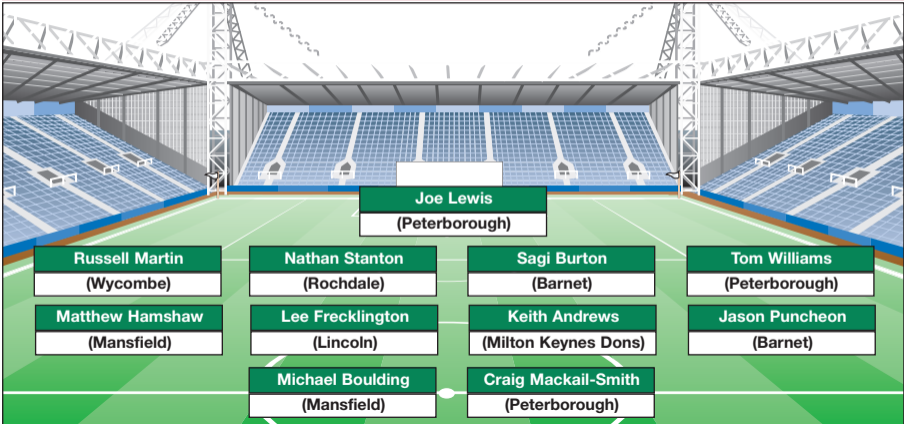 Joe Lewis
(Peterborough)
Russell Martin
(Wycombe)
Nathan Stanton
(Rochdale)
Sagi Burton
(Barnet)
Tom Williams
(Peterborough)
Matthew Hamshaw
(Mansfield)
Lee Frecklington
(Lincoln)
Keith Andrews
(Milton Keynes Dons)
Jason Puncheon
(Barnet)
Michael Boulding
(Mansfield)
Craig Mackail-Smith
(Peterborough)